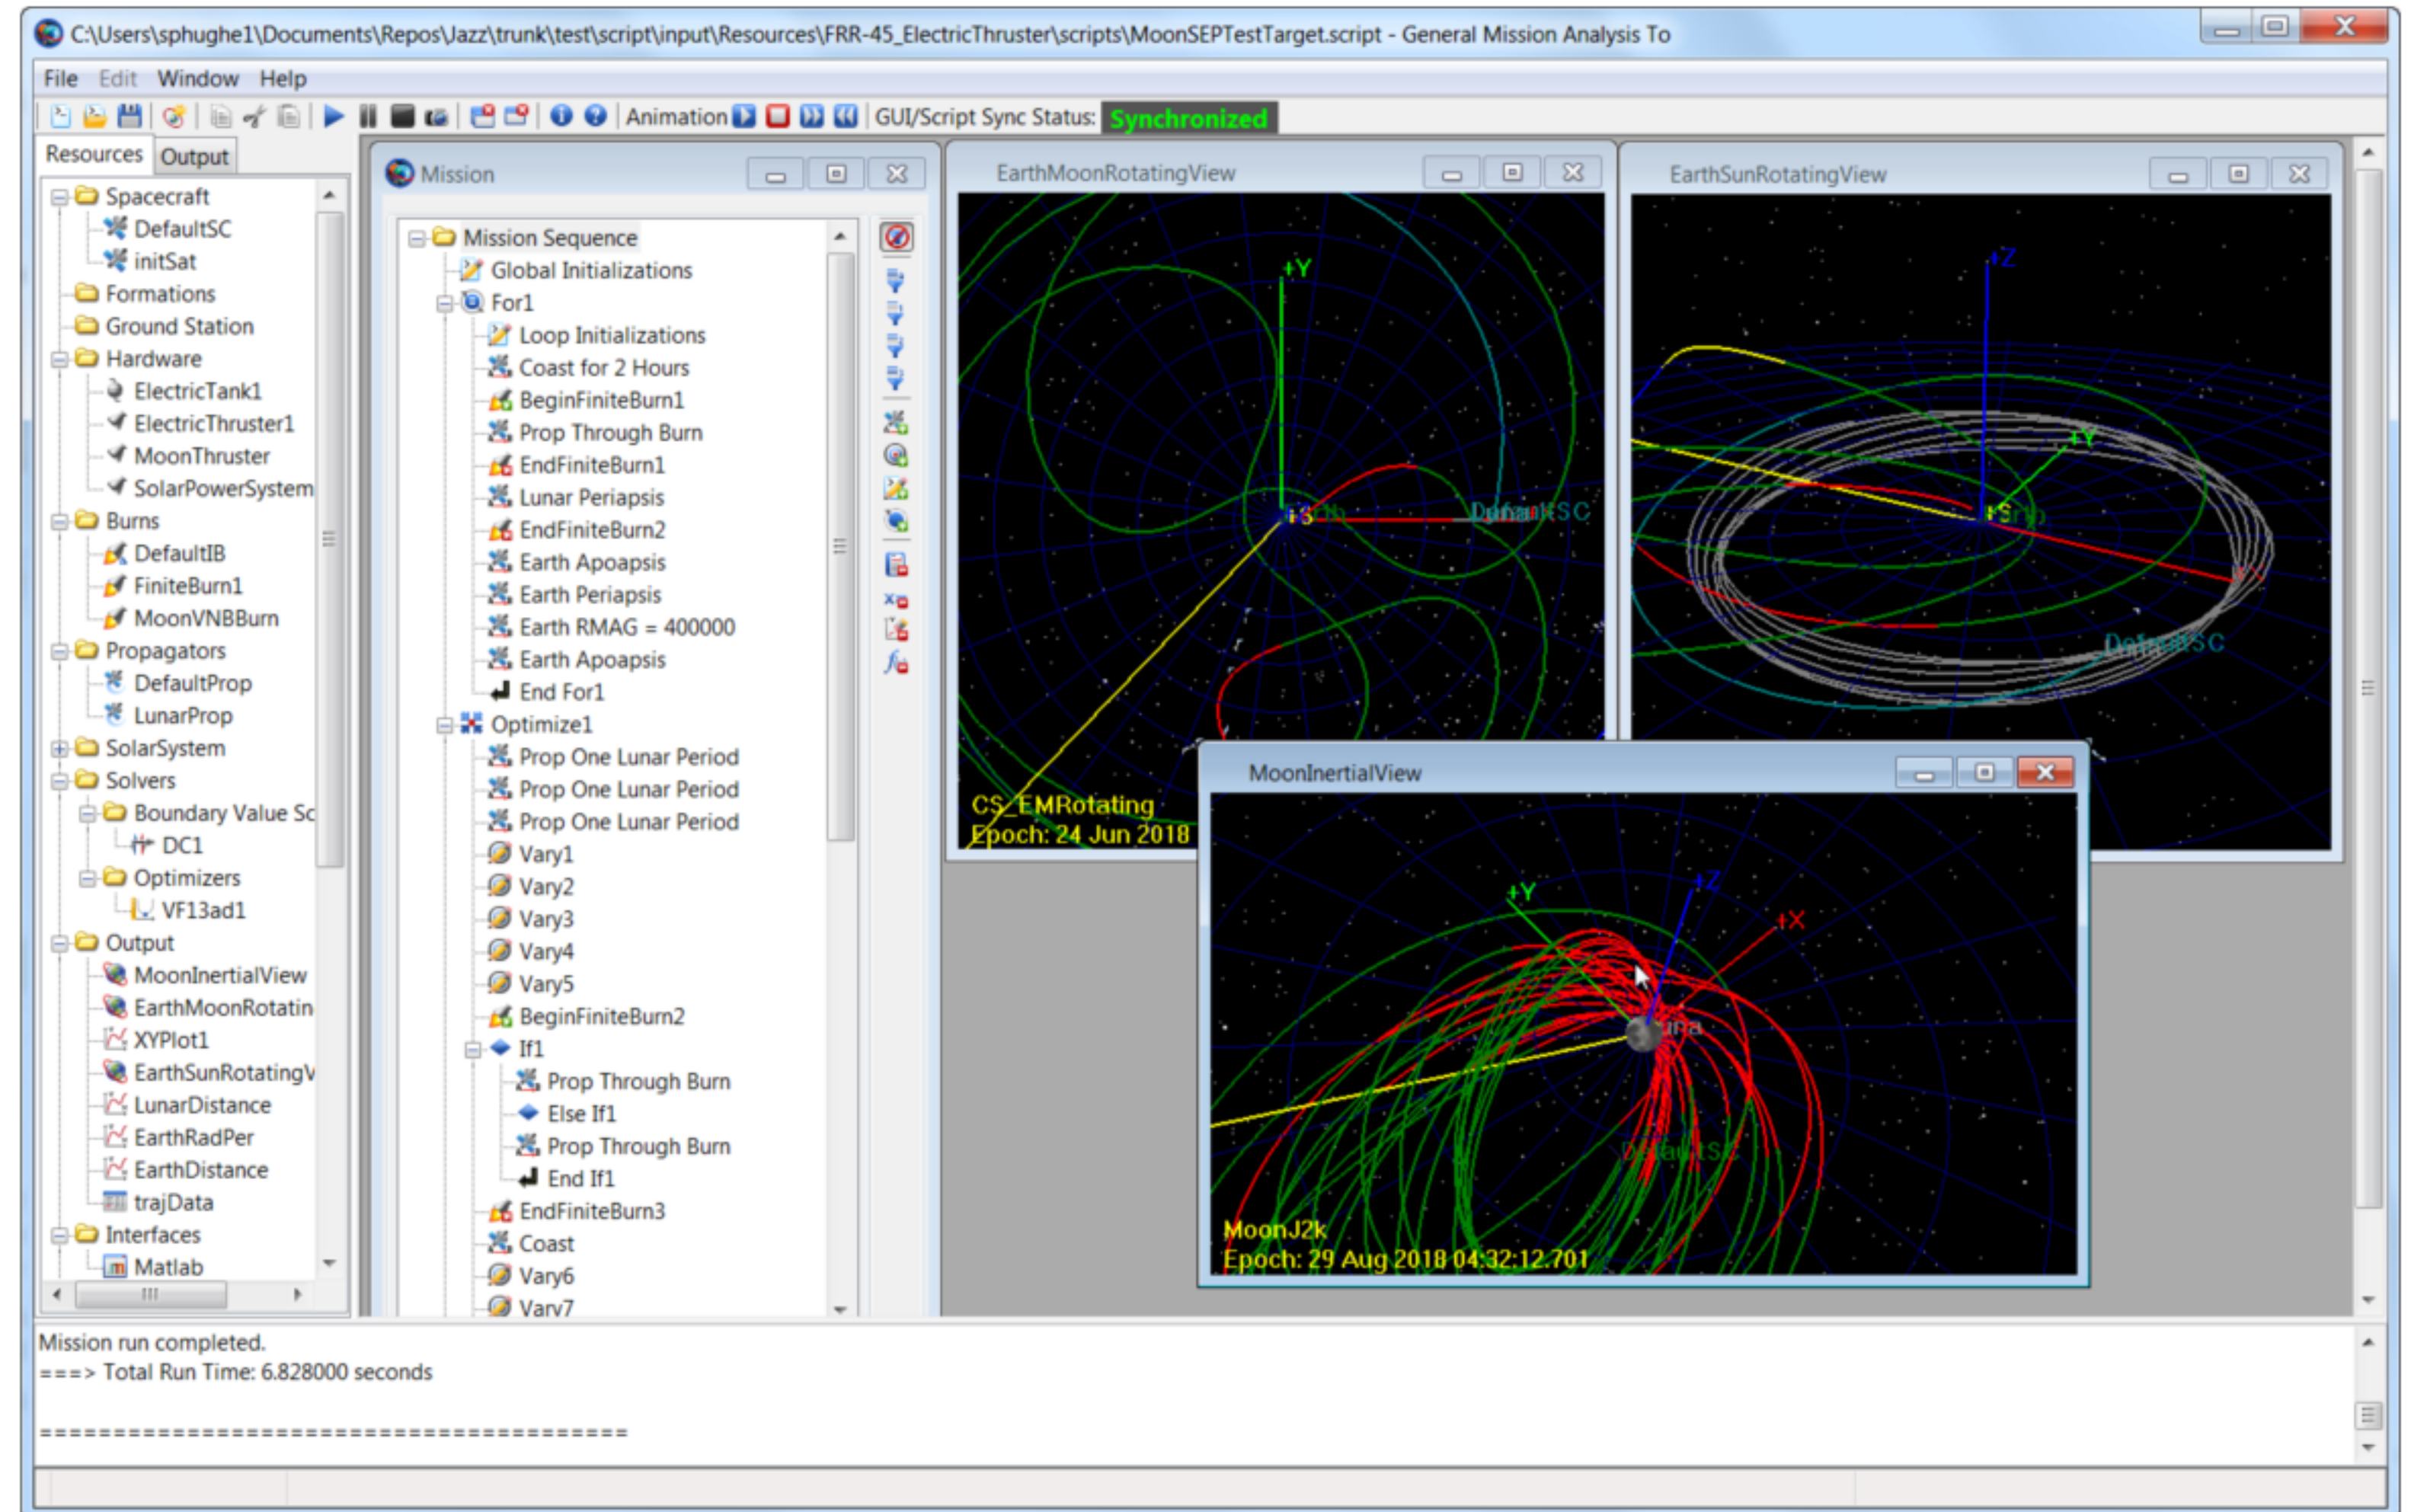 C:\Users\sphughe1\Documents\Repos\Jazz\trunk\test\script\input\Resources\FRR-45_ElectricThruster\scripts\MoonSEPTestTarget.script - General Mission Analysis To
File Edit Window Help
Animation GUI/Script Sync Status: Synchronized
Resources Output
Spacecraft
DefaultSC
initSat
Formations
Ground Station
Hardware
ElectricTank1
ElectricThruster1
MoonThruster
SolarPowerSystem
Burns
DefaultIB
FiniteBurn1
MoonVNBBurn
Propagators
DefaultProp
LunarProp
SolarSystem
Solvers
Boundary Value Sc
DC1
Optimizers
VF13ad1
Output
MoonInertialView
EarthMoonRotatin
XYPlot1
EarthSunRotatingV
LunarDistance
EarthRadPer
EarthDistance
trajData
Interfaces
Matlab
Mission
Mission Sequence
Global Initializations
For1
Loop Initializations
Coast for 2 Hours
BeginFiniteBurn1
Prop Through Burn
EndFiniteBurn1
Lunar Periapsis
EndFiniteBurn2
Earth Apoapsis
Earth Periapsis
Earth RMAG = 400000
Earth Apoapsis
End For1
Optimize1
Prop One Lunar Period
Prop One Lunar Period
Prop One Lunar Period
Vary1
Vary2
Vary3
Vary4
Vary5
BeginFiniteBurn2
If1
Prop Through Burn
Else If1
Prop Through Burn
End If1
EndFiniteBurn3
Coast
Vary6
Vary7
EarthMoonRotatingView
+Y
CS_EMRotating
Epoch: 24 Jun 2018
EarthSunRotatingView
+Z
+Y
DefaultSC
MoonInertialView
+Y
+Z
+X
DefaultSC
MoonJ2k
Epoch: 29 Aug 2018 04:32:12.701
Mission run completed.
===> Total Run Time: 6.828000 seconds
========================================